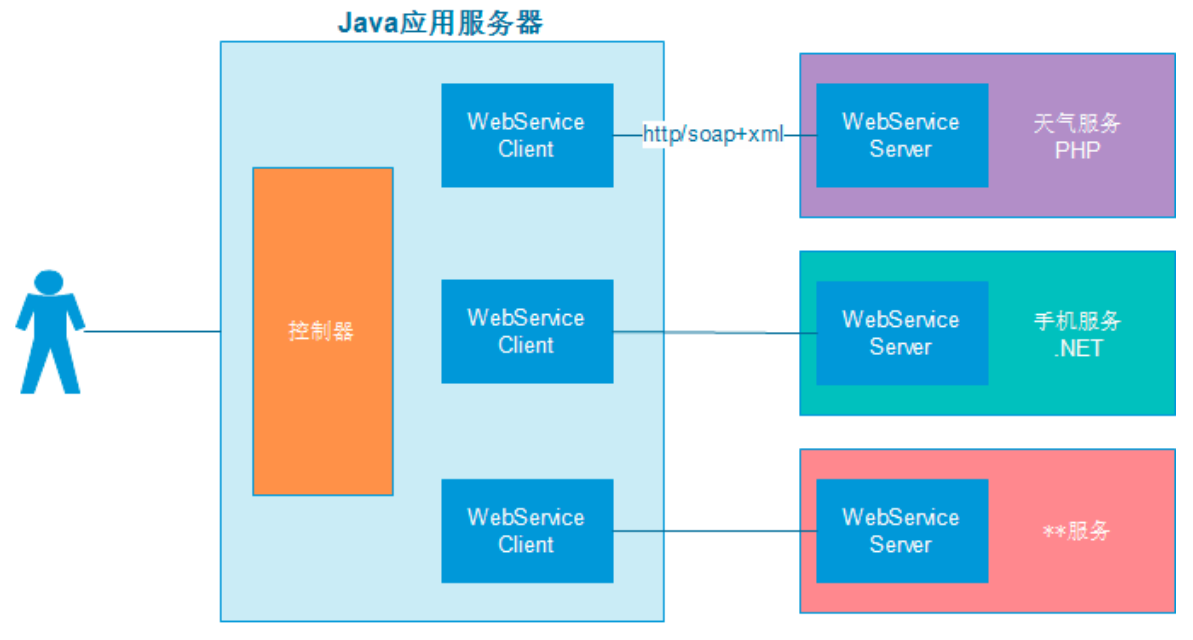 Java应用服务器
WebService
Client
http/soap+xml
WebService
Server
天气服务
PHP
控制器
WebService
Client
WebService
Server
手机服务
.NET
WebService
Client
WebService
Server
**服务